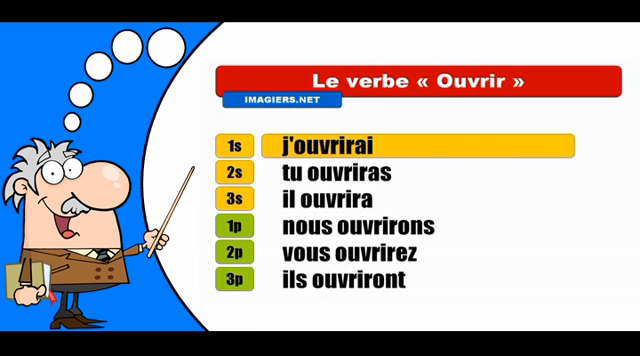 Le verbe « Ouvrir »
IMAGIERS.NET
1s j'ouvrirai
2s tu ouvriras
3s il ouvrira
1p nous ouvrirons
2p vous ouvrirez
3p ils ouvriront